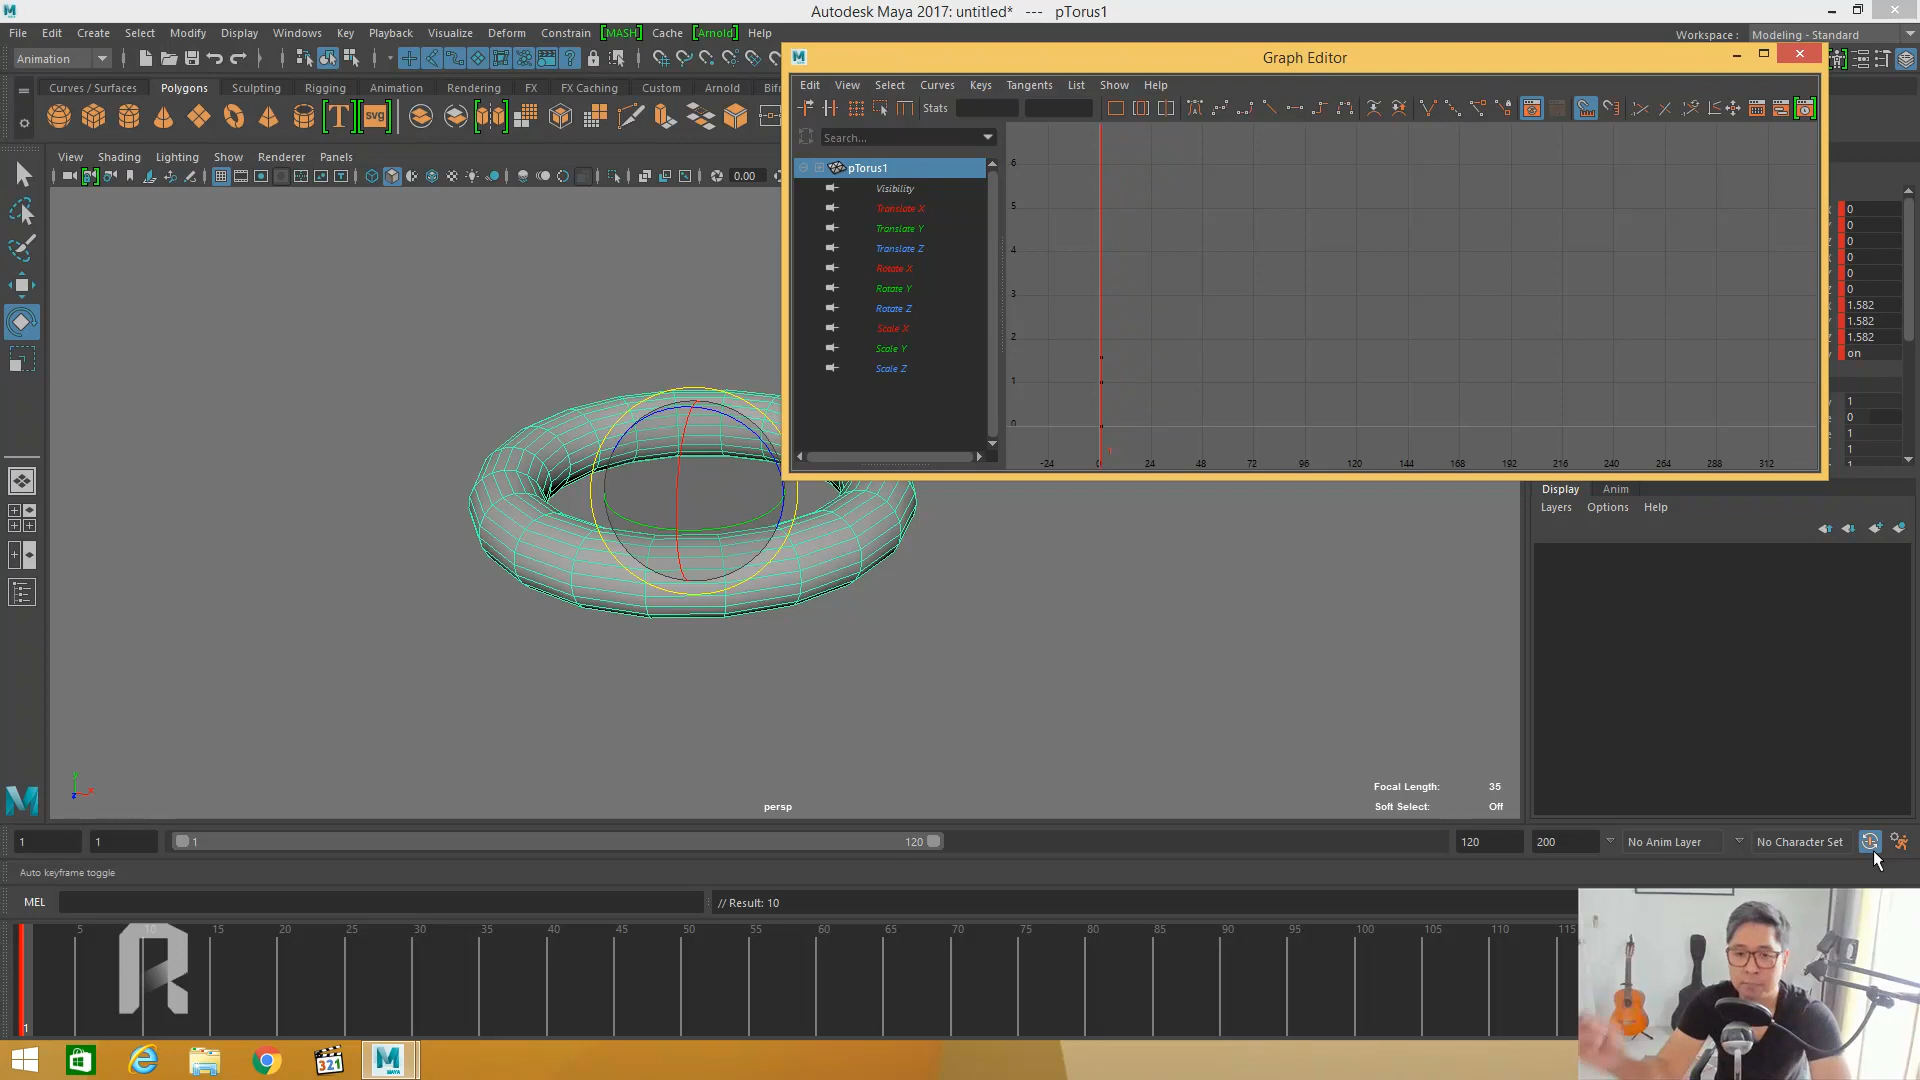 Autodesk Maya 2017: untitled* --- pTorus1
File Edit Create Select Modify Display Windows Key Playback Visualize Deform Constrain [MASH] Cache [Arnold] Help
Workspace : Modeling - Standard
Animation
Graph Editor
Curves / Surfaces Polygons Sculpting Rigging Animation Rendering FX FX Caching Custom Arnold Bif
T svg
View Shading Lighting Show Renderer Panels
0.00
Edit View Select Curves Keys Tangents List Show Help
Stats
Search...
pTorus1
Visibility
Translate X
Translate Y
Translate Z
Rotate X
Rotate Y
Rotate Z
Scale X
Scale Y
Scale Z
6
5
4
3
2
1
0
1
-24 0 24 48 72 96 120 144 168 192 216 240 264 288 312
0
0
0
0
0
0
1.582
1.582
1.582
on
1
0
1
1
Display Anim
Layers Options Help
Focal Length: 35
Soft Select: Off
persp
y
x
1 1 1 120 120 200 No Anim Layer No Character Set
Auto keyframe toggle
MEL // Result: 10
5 10 15 20 25 30 35 40 45 50 55 60 65 70 75 80 85 90 95 100 105 110 115
R
1
321
MAYA